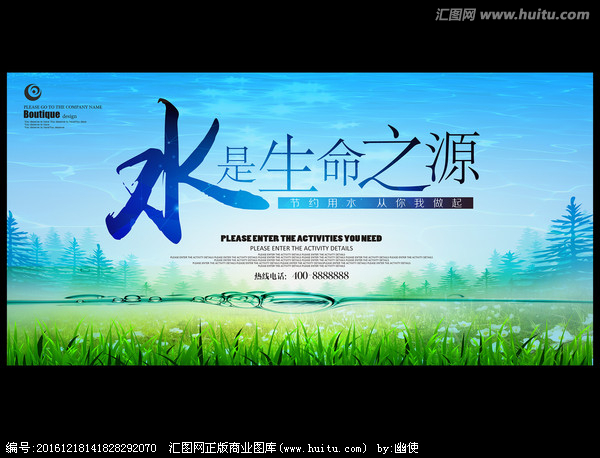 汇图网 www.huitu.com
PLEASE GO TO THE COMPANY NAME
Boutique design
水是生命之源
节约用水 从你我做起
PLEASE ENTER THE ACTIVITIES YOU NEED
PLEASE ENTER THE ACTIVITY DETAILS
热线电话: 400-8888888
编号:20161218141828292070 汇图网正版商业图库(www.huitu.com) by:幽使